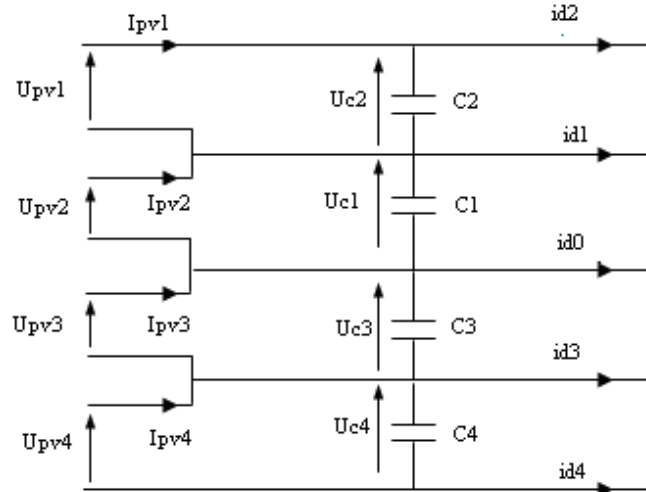 Ipv1
id2
Upv1
Uc2
C2
id1
Ipv2
Upv2
Uc1
C1
id0
Ipv3
Upv3
Uc3
C3
id3
Ipv4
Upv4
Uc4
C4
id4